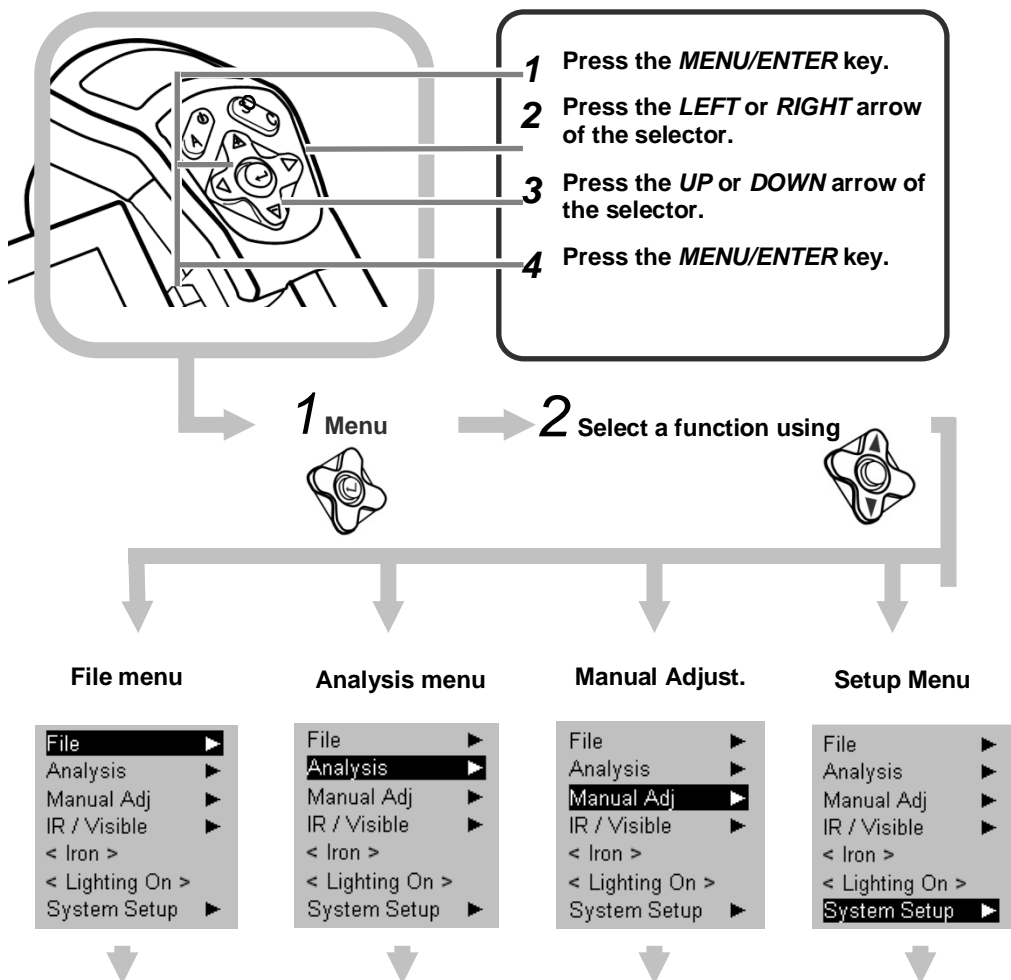 1 Press the MENU/ENTER key.
2 Press the LEFT or RIGHT arrow
of the selector.
3 Press the UP or DOWN arrow of
the selector.
4 Press the MENU/ENTER key.
1 Menu
2 Select a function using
File menu
File ►
Analysis ►
Manual Adj ►
IR / Visible ►
< Iron >
< Lighting On >
System Setup ►
Analysis menu
File ►
Analysis ►
Manual Adj ►
IR / Visible ►
< Iron >
< Lighting On >
System Setup ►
Manual Adjust.
File ►
Analysis ►
Manual Adj ►
IR / Visible ►
< Iron >
< Lighting On >
System Setup ►
Setup Menu
File ►
Analysis ►
Manual Adj ►
IR / Visible ►
< Iron >
< Lighting On >
System Setup ►